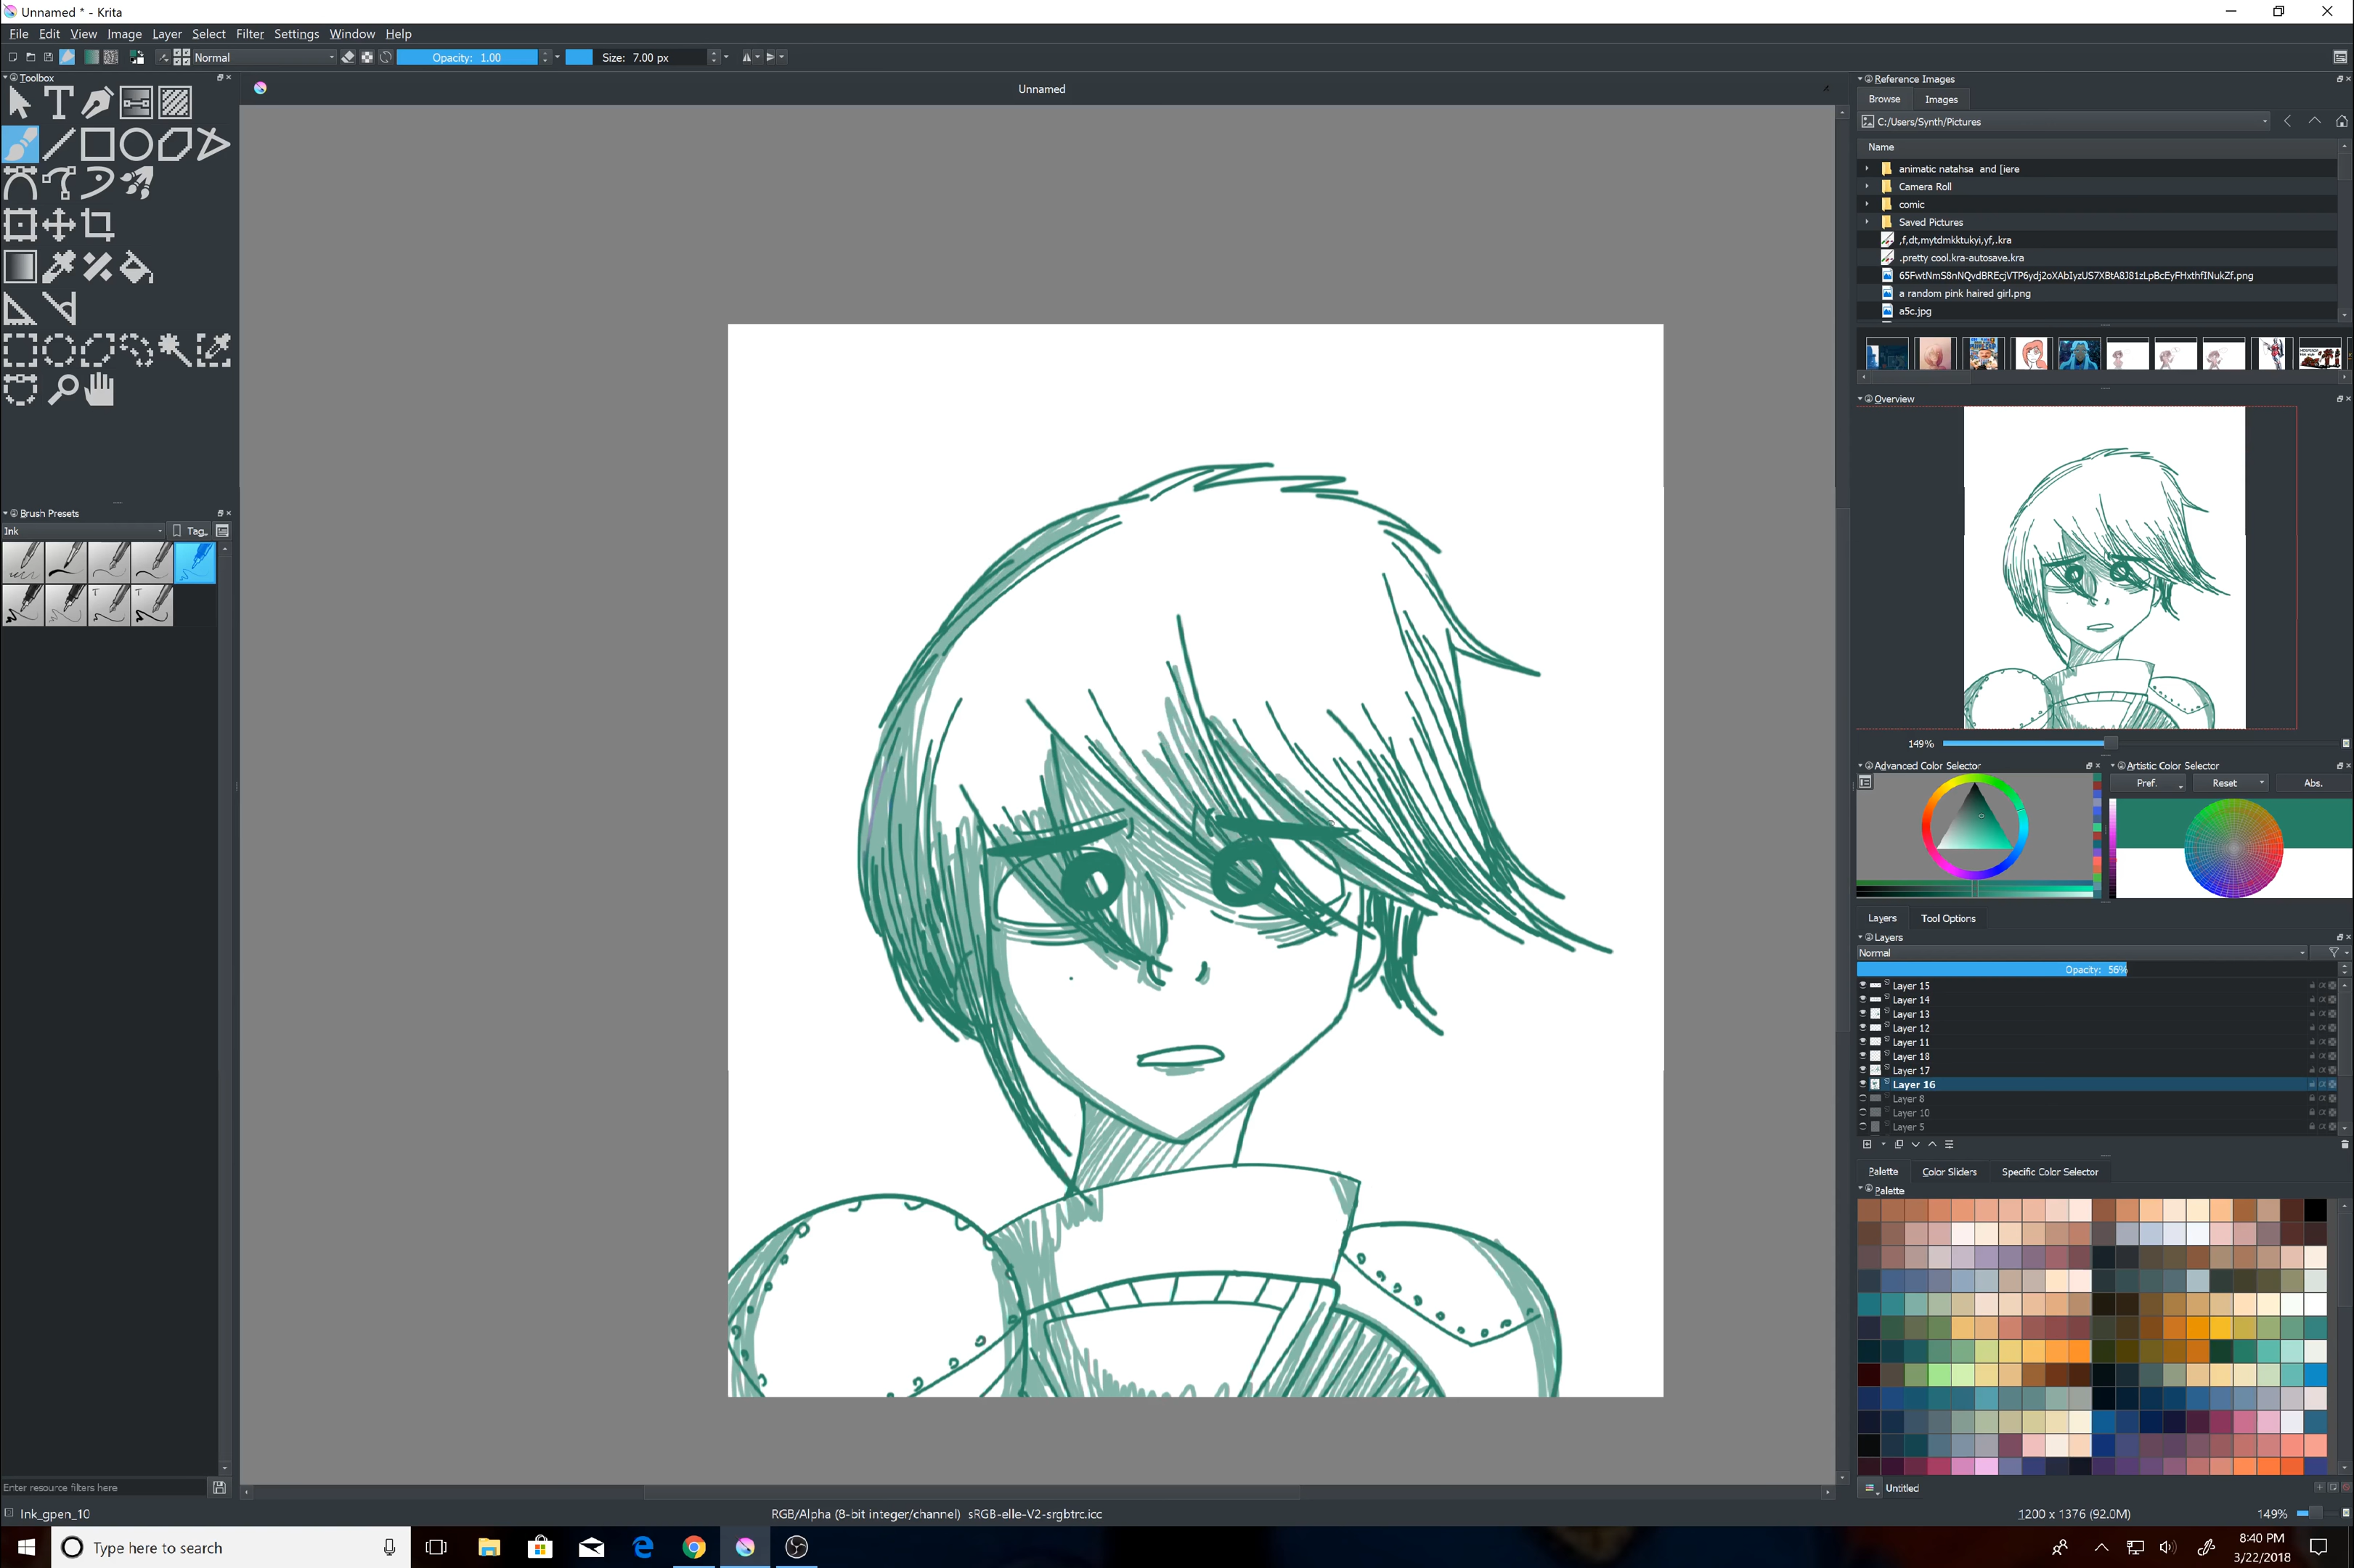 Unnamed * - Krita
File Edit View Image Layer Select Filter Settings Window Help
Normal
Opacity: 1.00
Size: 7.00 px
Toolbox
Unnamed
Brush Presets
Ink
Tag
Enter resource filters here
Ink_gpen_10
Reference Images
Browse Images
C:/Users/Synth/Pictures
Name
animatic natahsa and [iere
Camera Roll
comic
Saved Pictures
,f,dt,mytdmkktukyi,yf,.kra
.pretty cool.kra-autosave.kra
a random pink haired girl.png
a5c.jpg
Overview
149%
Advanced Color Selector
Artistic Color Selector
Pref. Reset Abs.
Layers Tool Options
Layers
Normal
Opacity: 56%
Layer 15
Layer 14
Layer 13
Layer 12
Layer 11
Layer 18
Layer 17
Layer 16
Layer 8
Layer 10
Layer 5
Palette Color Sliders Specific Color Selector
Palette
Untitled
RGB/Alpha (8-bit integer/channel) sRGB-elle-V2-srgbtrc.icc
1200 x 1376 (92.0M)
149%
Type here to search
8:40 PM
3/22/2018